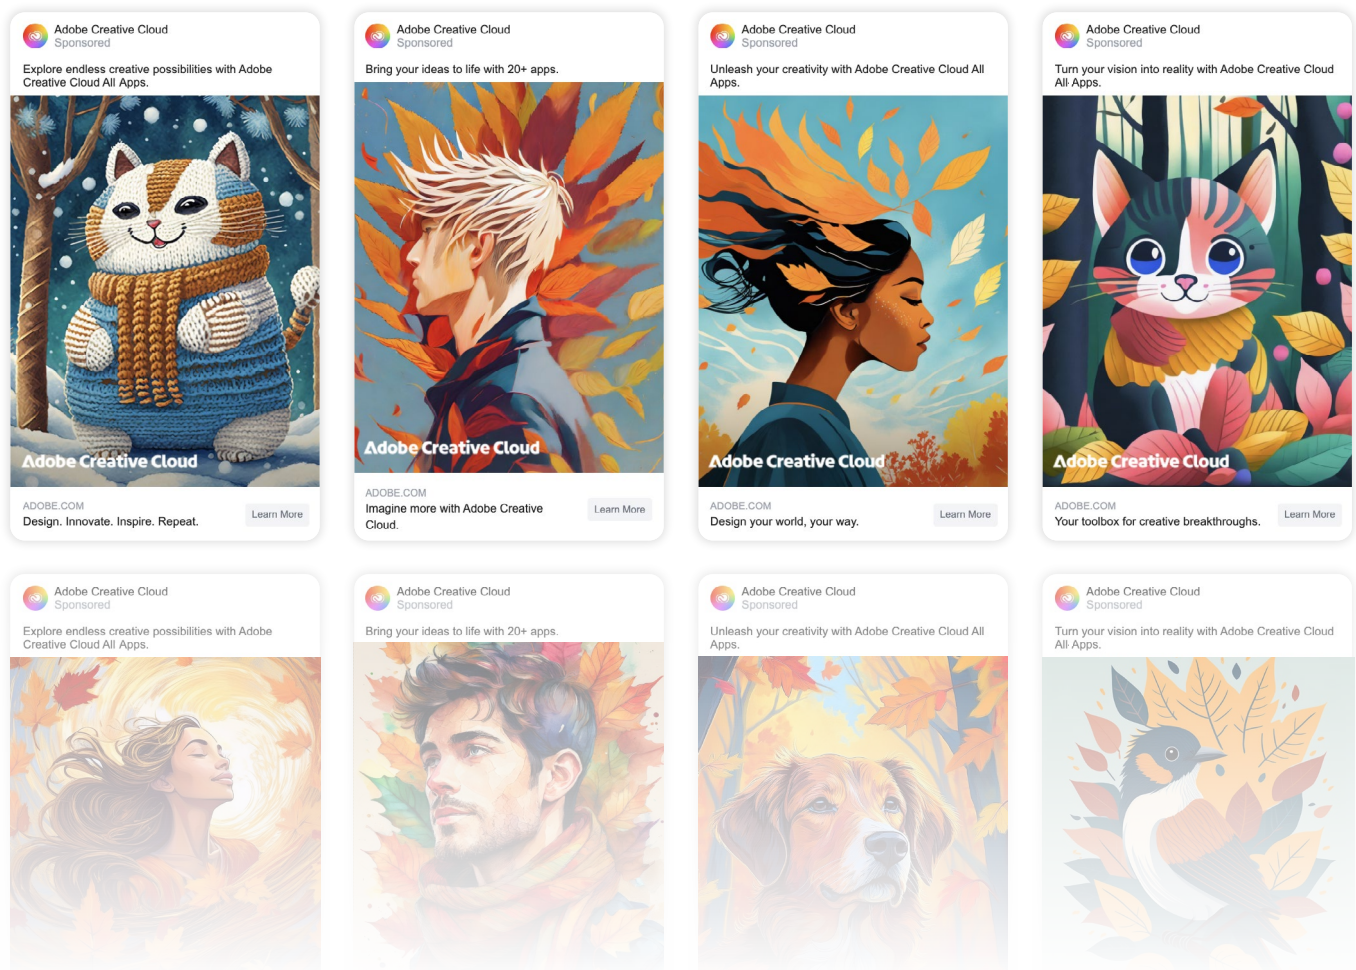 Adobe Creative Cloud
Sponsored
Explore endless creative possibilities with Adobe
Creative Cloud All Apps.
Adobe Creative Cloud
ADOBE.COM
Design. Innovate. Inspire. Repeat.
Learn More
Adobe Creative Cloud
Sponsored
Bring your ideas to life with 20+ apps.
Adobe Creative Cloud
ADOBE.COM
Imagine more with Adobe Creative
Cloud.
Learn More
Adobe Creative Cloud
Sponsored
Unleash your creativity with Adobe Creative Cloud All
Apps.
Adobe Creative Cloud
ADOBE.COM
Design your world, your way.
Learn More
Adobe Creative Cloud
Sponsored
Turn your vision into reality with Adobe Creative Cloud
All Apps.
Adobe Creative Cloud
ADOBE.COM
Your toolbox for creative breakthroughs.
Learn More
Adobe Creative Cloud
Sponsored
Explore endless creative possibilities with Adobe
Creative Cloud All Apps.
Adobe Creative Cloud
Sponsored
Bring your ideas to life with 20+ apps.
Adobe Creative Cloud
Sponsored
Unleash your creativity with Adobe Creative Cloud All
Apps.
Adobe Creative Cloud
Sponsored
Turn your vision into reality with Adobe Creative Cloud
All Apps.